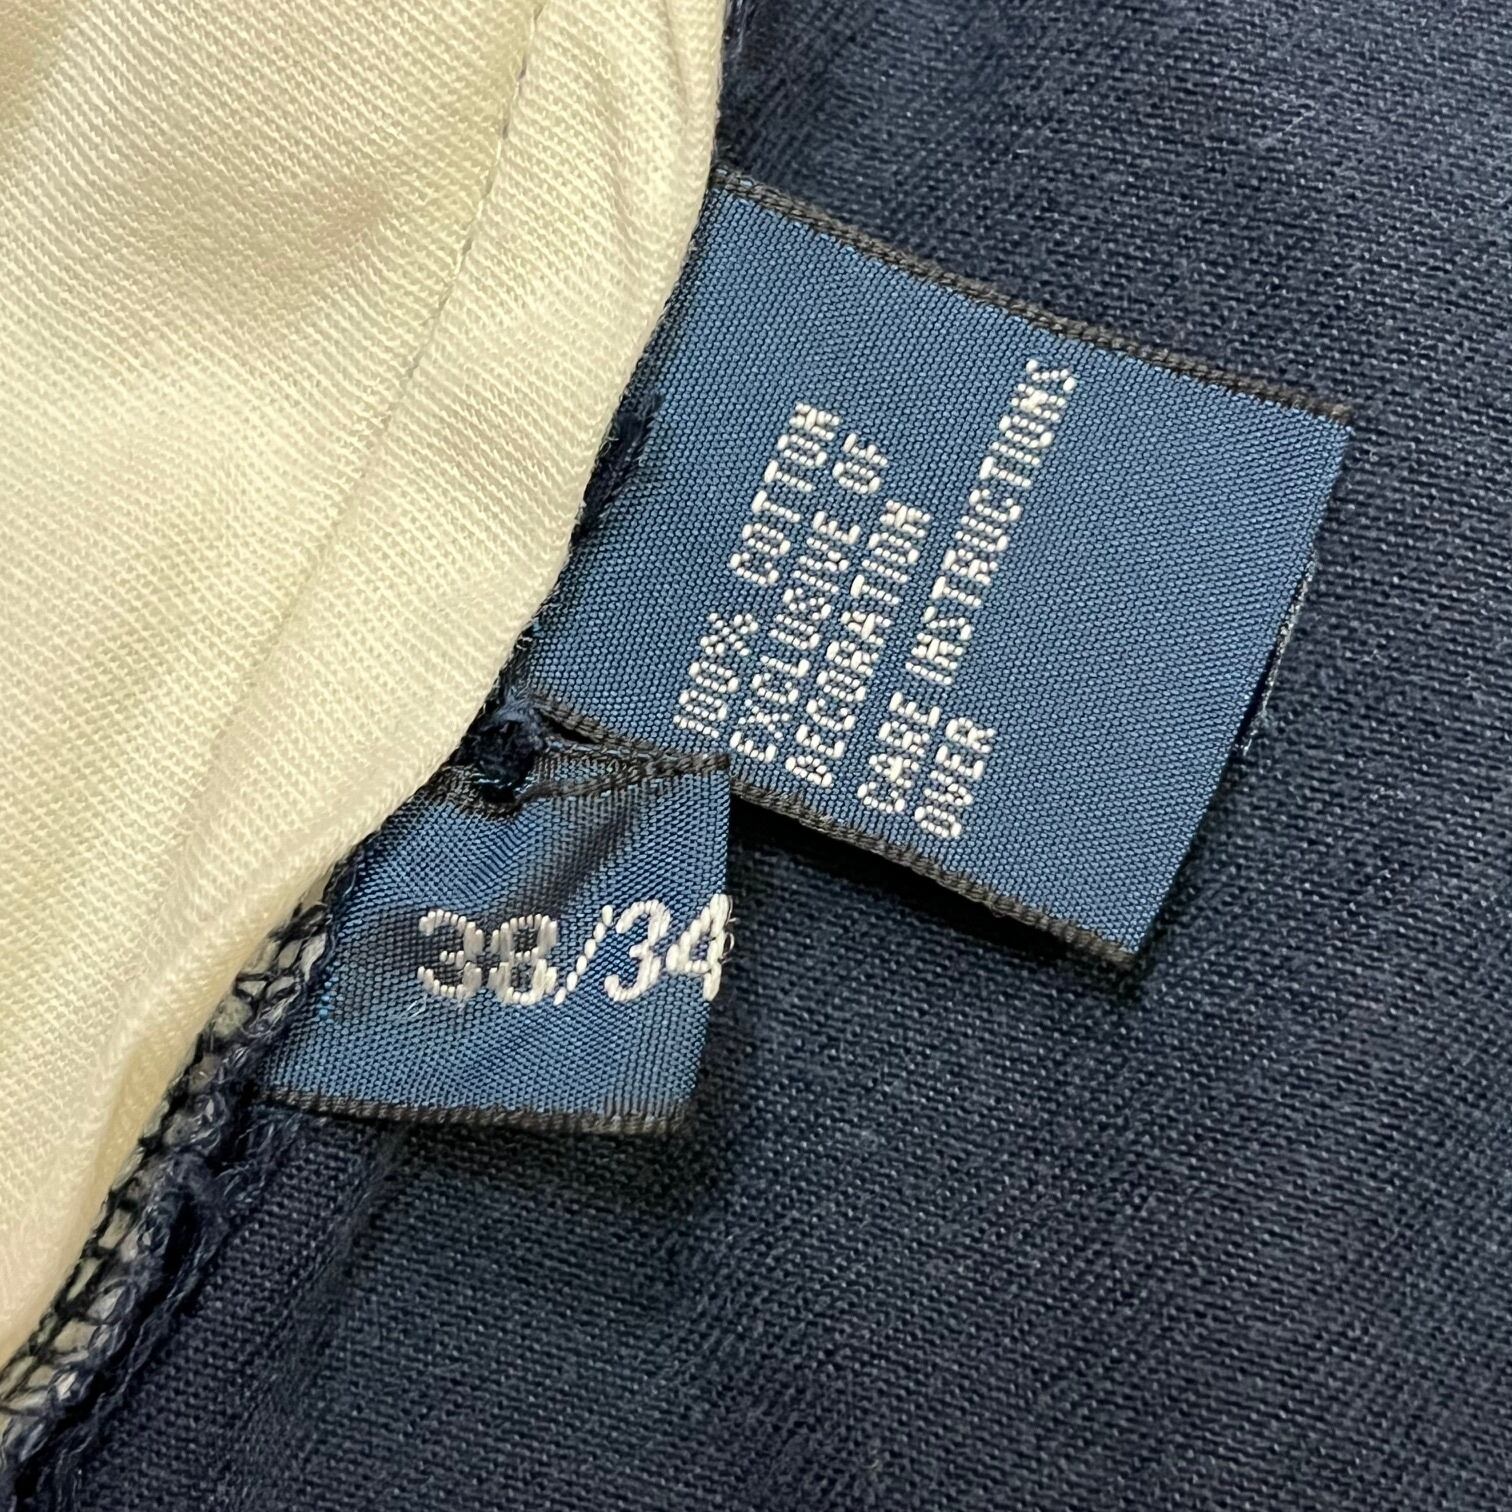 100% COTTON
EXCLUSIVE OF
DECORATION
CARE INSTRUCTIONS
OVER
38/34